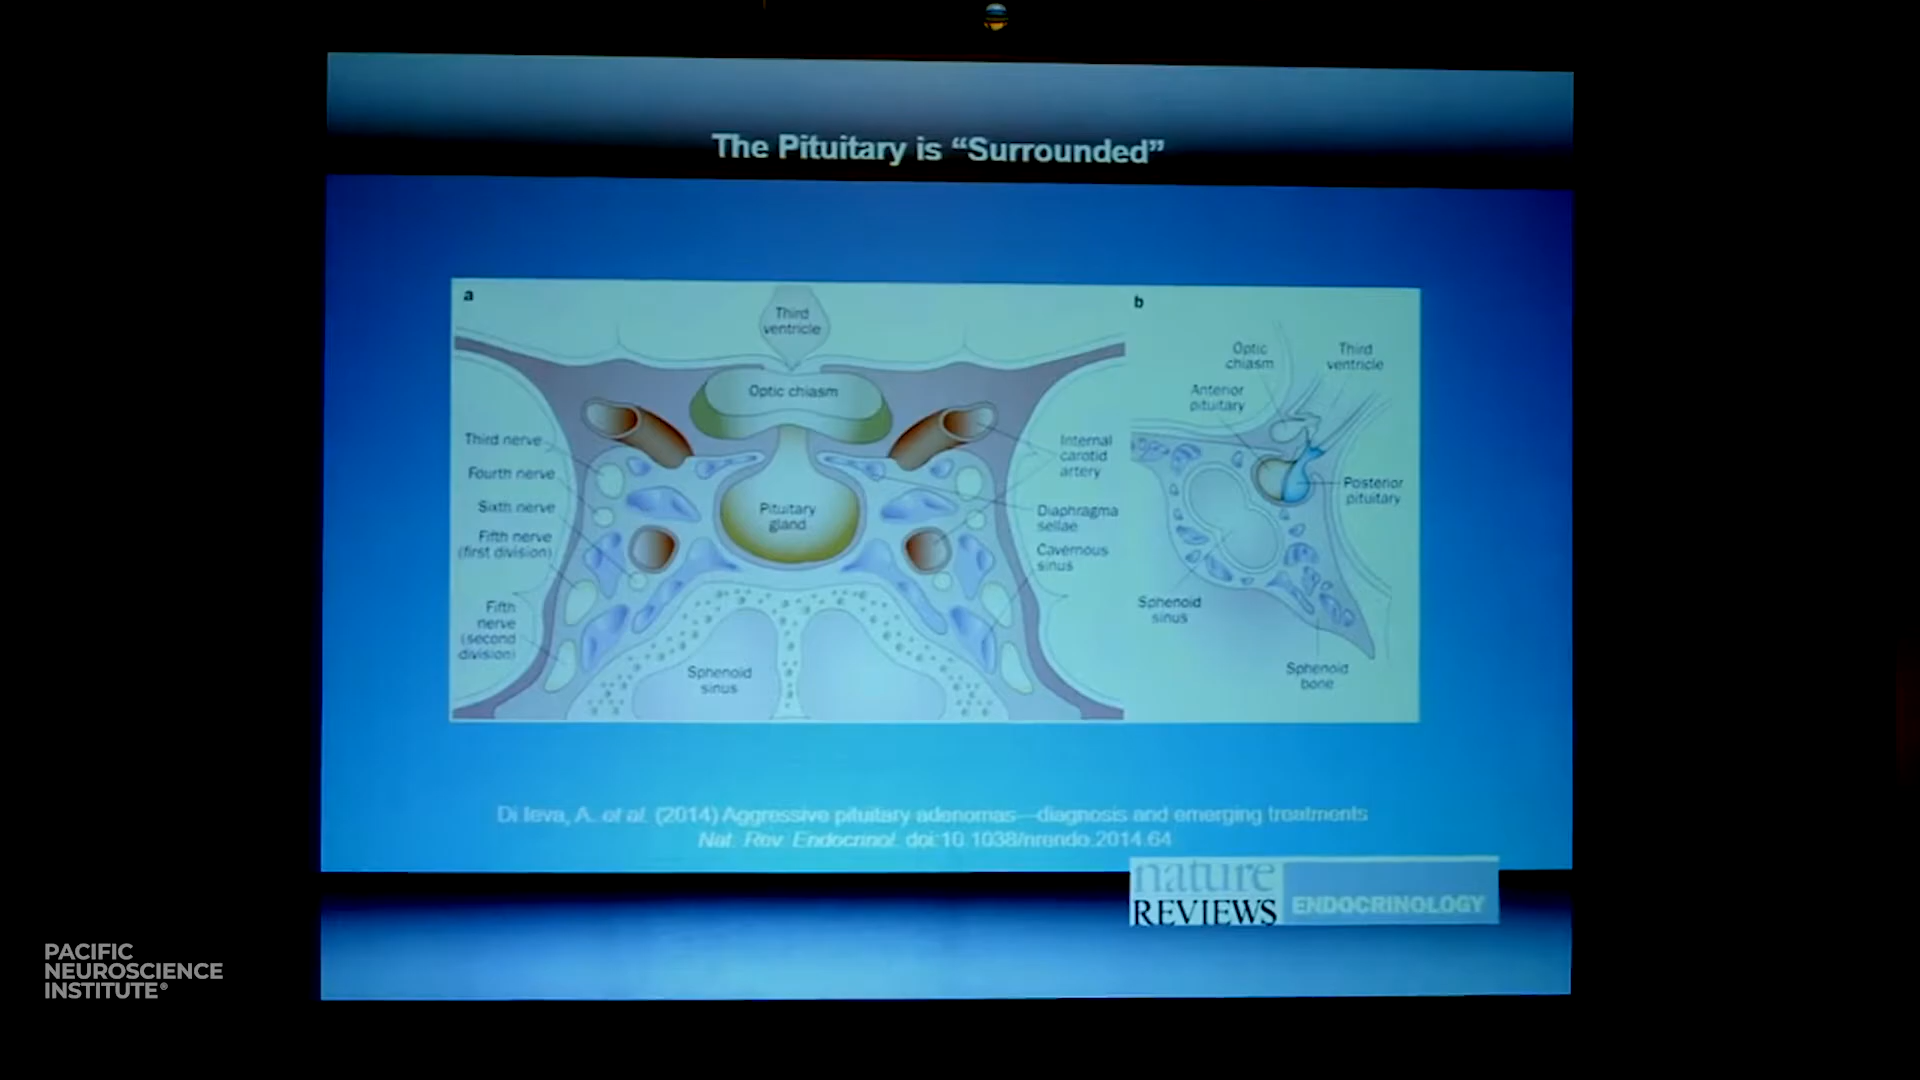 The Pituitary is “Surrounded”
a
Third
ventricle
Optic chiasm
Third nerve
Fourth nerve
Sixth nerve
Fifth nerve
(first division)
Fifth
nerve
(second
division)
Pituitary
gland
Internal
carotid
artery
Diaphragma
sellae
Cavernous
sinus
Sphenoid
sinus
b
Optic
chiasm
Third
ventricle
Anterior
pituitary
Posterior
pituitary
Sphenoid
sinus
Sphenoid
bone
Di Ieva, A. et al. (2014) Aggressive pituitary adenomas—diagnosis and emerging treatments
Nat. Rev. Endocrinol. doi:10.1038/nrendo.2014.64
nature
REVIEWS
ENDOCRINOLOGY
PACIFIC
NEUROSCIENCE
INSTITUTE®